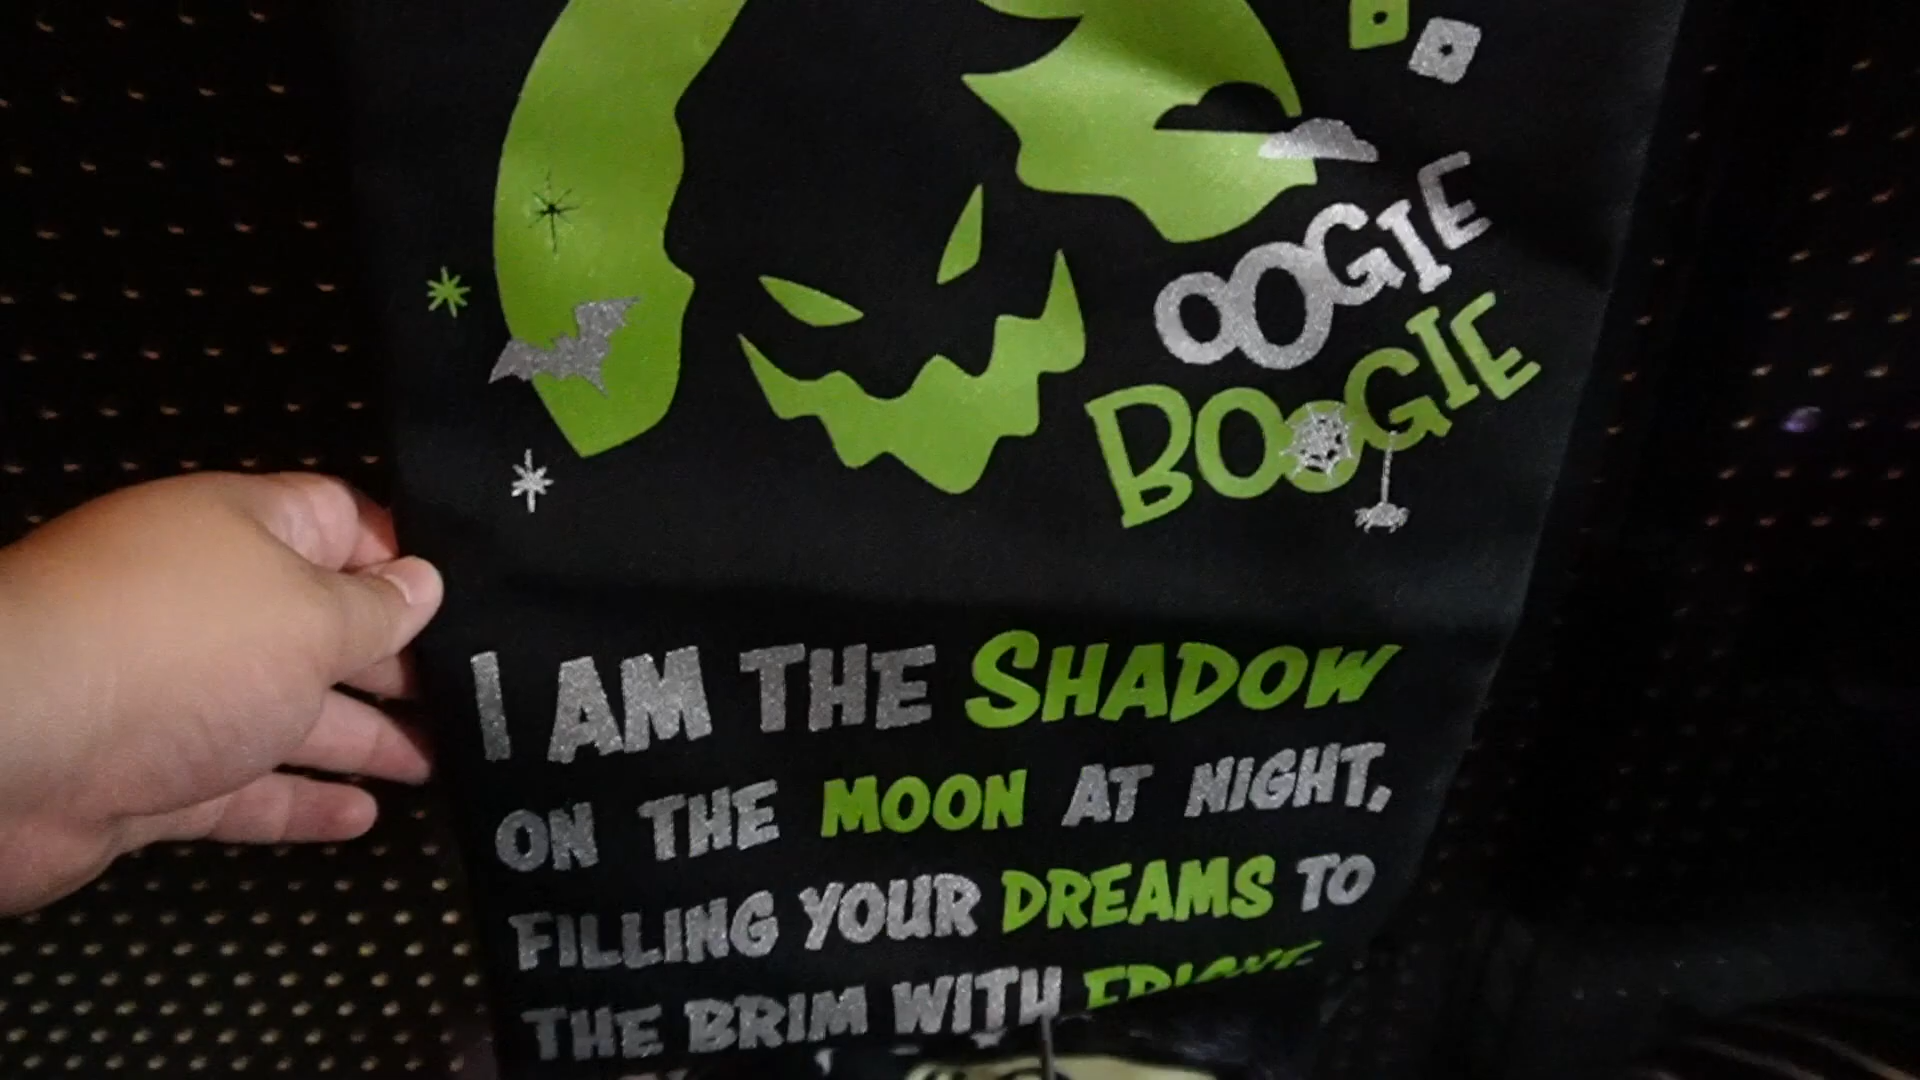 OOGIE
BOOGIE
I AM THE SHADOW
ON THE MOON AT NIGHT,
FILLING YOUR DREAMS TO
THE BRIM WITH